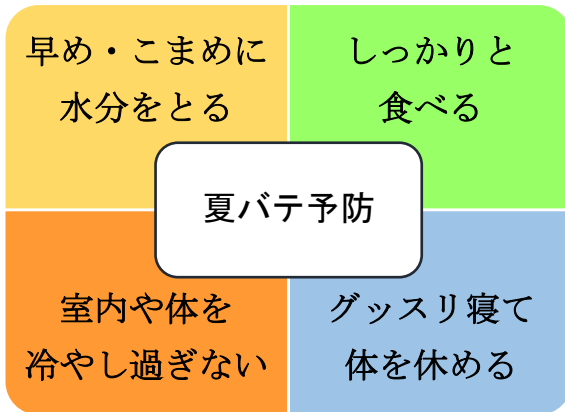 早め・こまめに
水分をとる
しっかりと
食べる
夏バテ予防
室内や体を
冷やし過ぎない
グッスリ寝て
体を休める